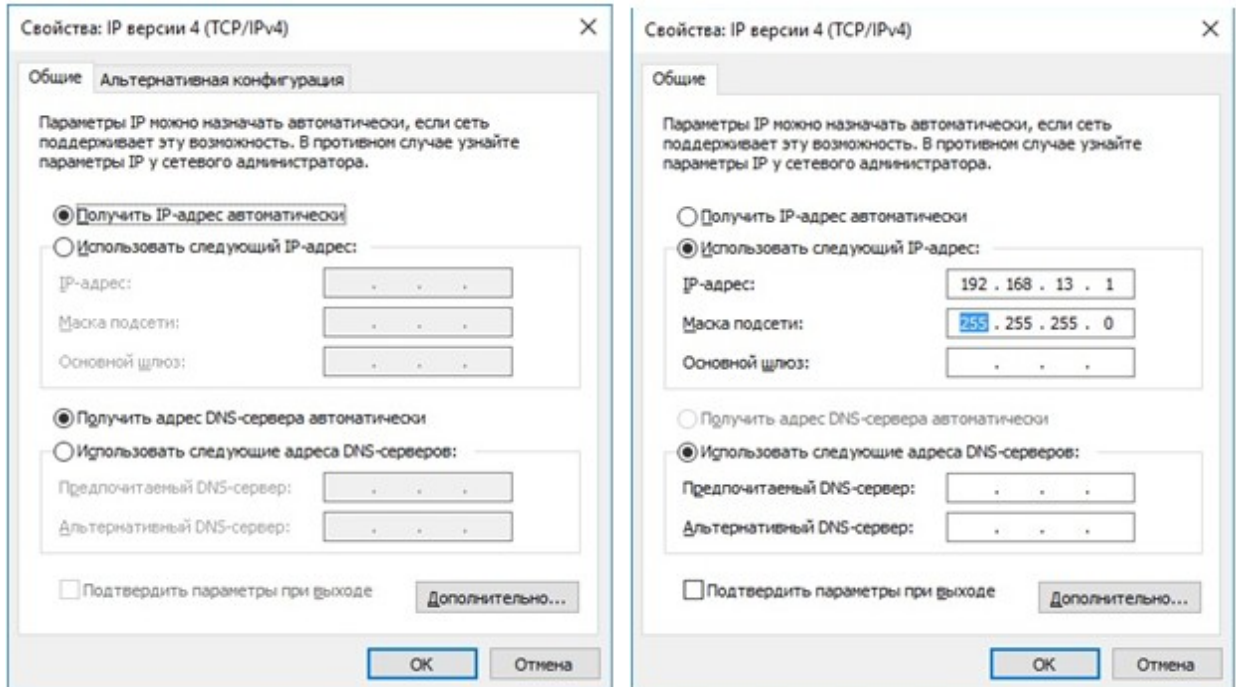 Свойства: IP версии 4 (TCP/IPv4)
Общие
Альтернативная конфигурация
Параметры IP можно назначать автоматически, если сеть
поддерживает эту возможность. В противном случае узнайте
параметры IP у сетевого администратора.
Получить IP-адрес автоматически
Использовать следующий IP-адрес:
IP-адрес: . . .
Маска подсети: . . .
Основной шлюз: . . .
Получить адрес DNS-сервера автоматически
Использовать следующие адреса DNS-серверов:
Предпочитаемый DNS-сервер: . . .
Альтернативный DNS-сервер: . . .
Подтвердить параметры при выходе
Дополнительно...
OK
Отмена
Свойства: IP версии 4 (TCP/IPv4)
Общие
Параметры IP можно назначать автоматически, если сеть
поддерживает эту возможность. В противном случае узнайте
параметры IP у сетевого администратора.
Получить IP-адрес автоматически
Использовать следующий IP-адрес:
IP-адрес: 192 . 168 . 13 . 1
Маска подсети: 255 . 255 . 255 . 0
Основной шлюз: . . .
Получить адрес DNS-сервера автоматически
Использовать следующие адреса DNS-серверов:
Предпочитаемый DNS-сервер: . . .
Альтернативный DNS-сервер: . . .
Подтвердить параметры при выходе
Дополнительно...
OK
Отмена